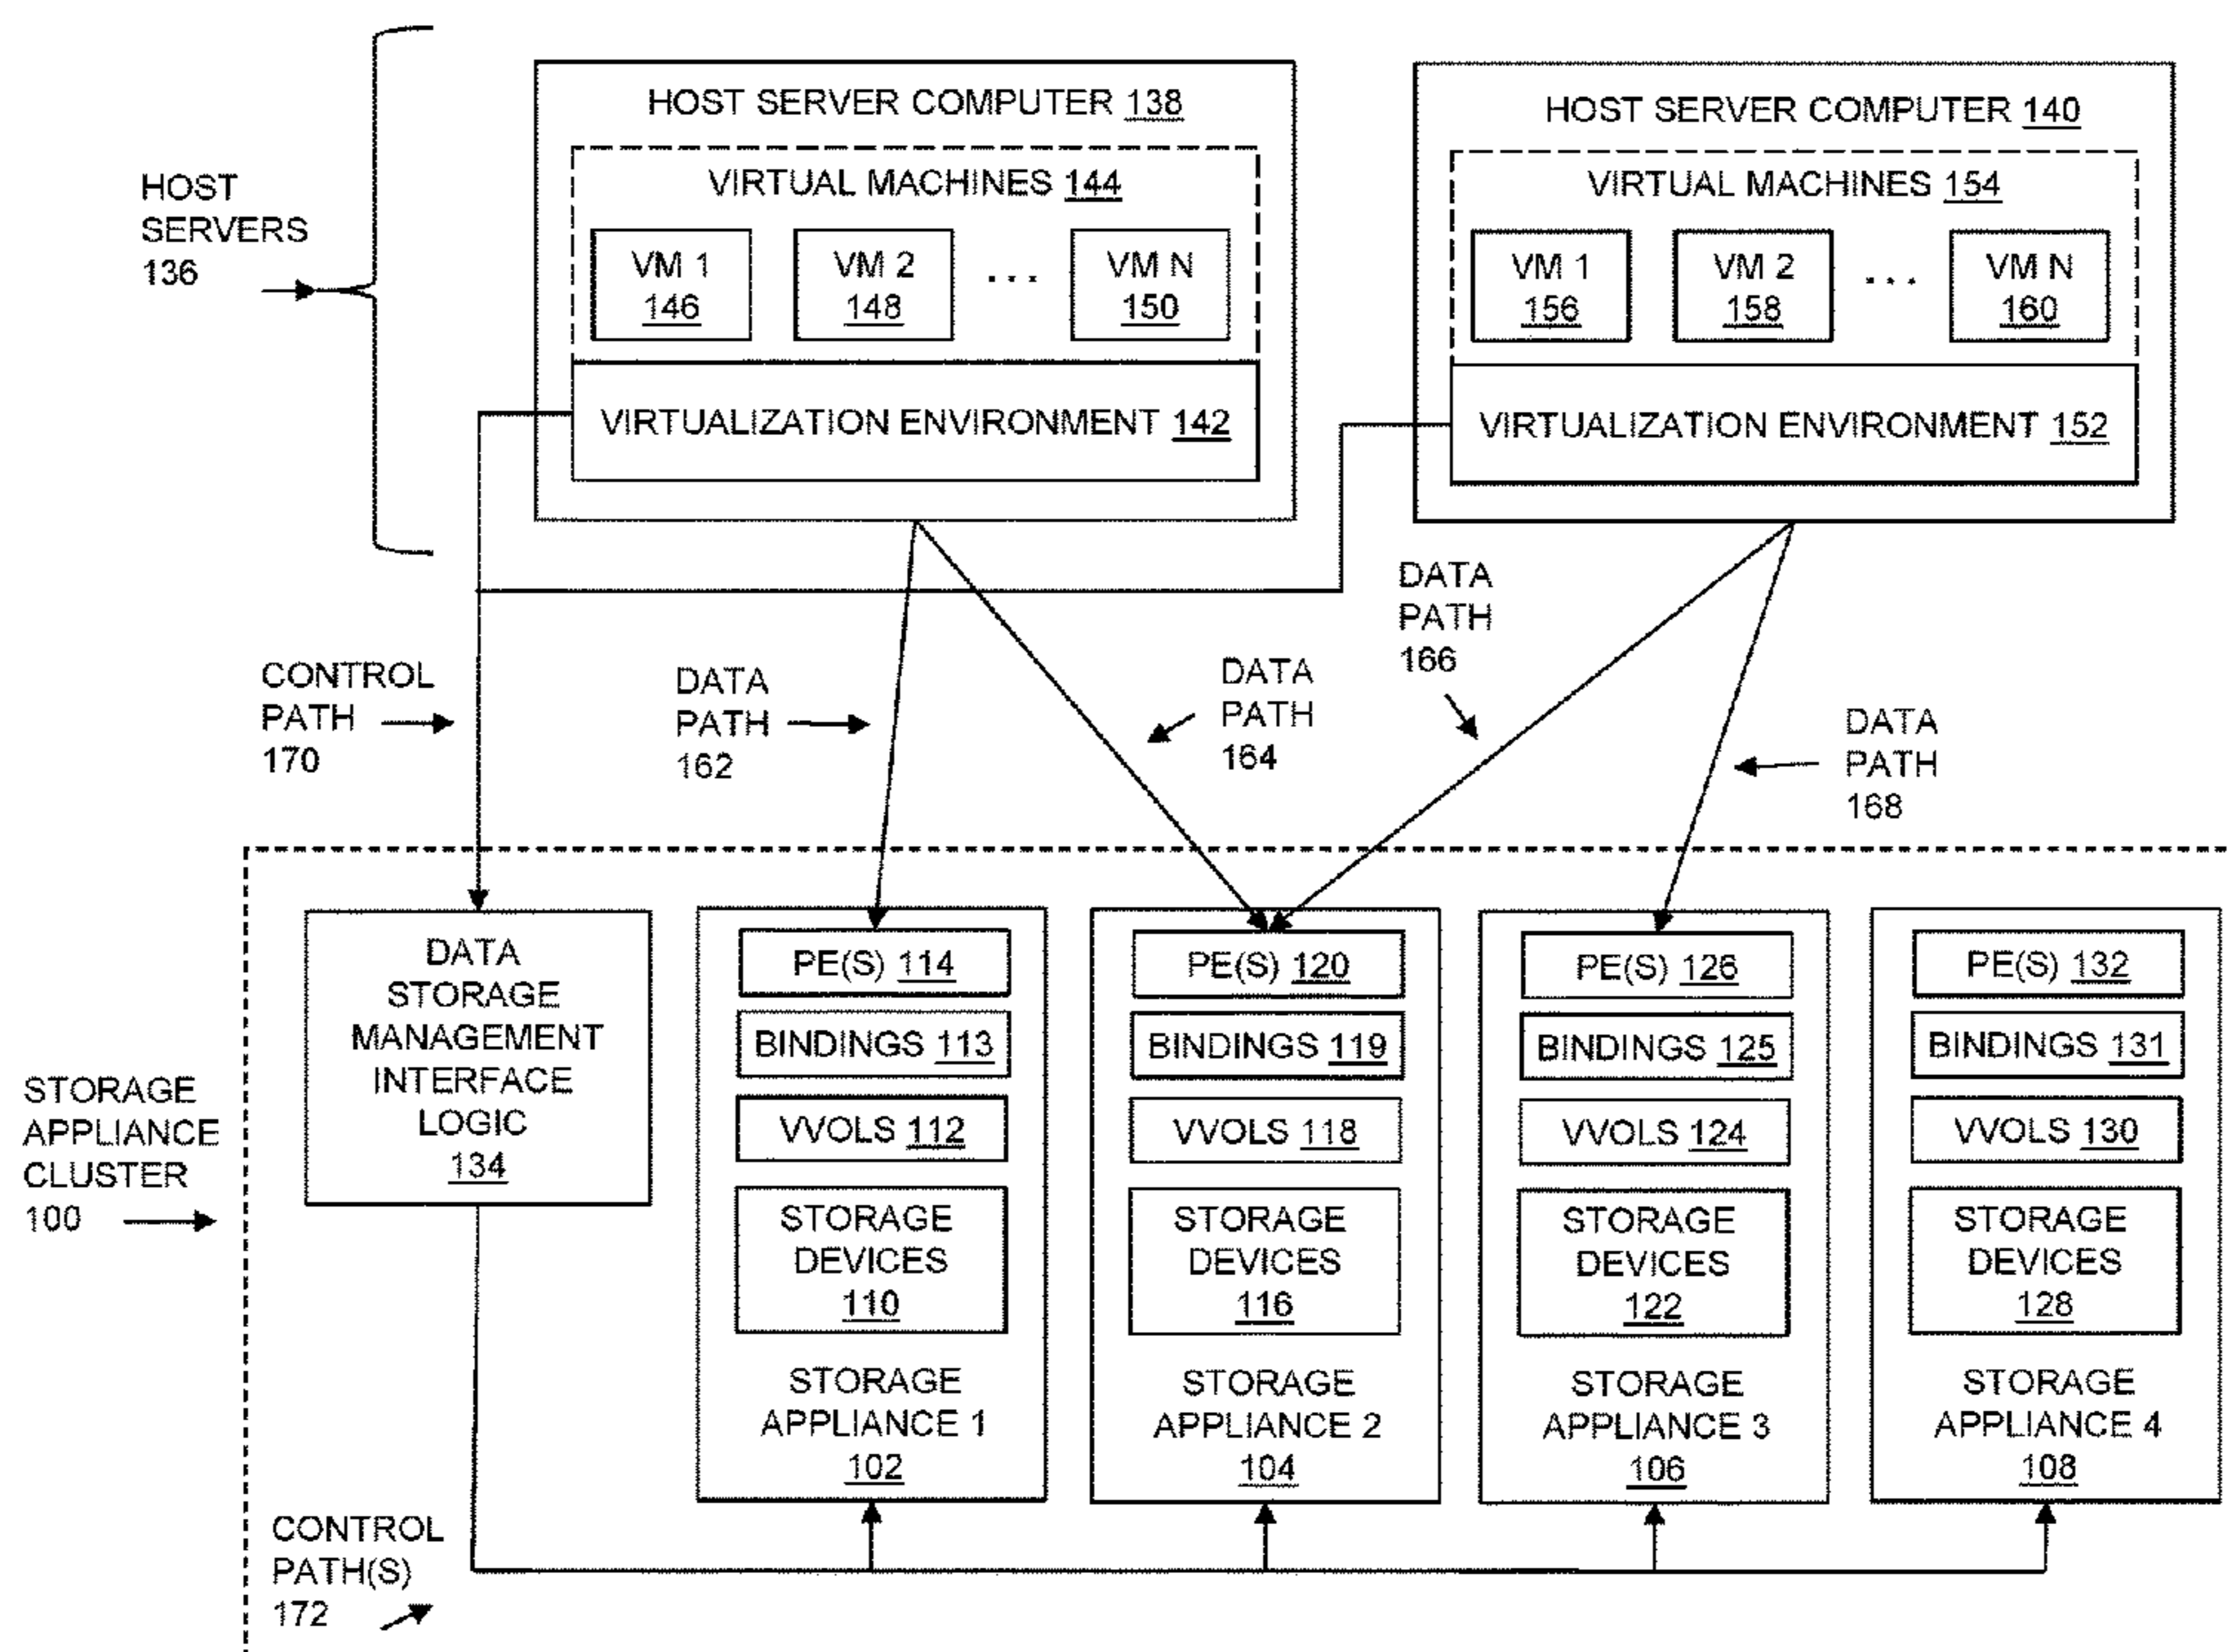 HOST SERVER COMPUTER 138
VIRTUAL MACHINES 144
VM 1
146
VM 2
148
...
VM N
150
VIRTUALIZATION ENVIRONMENT 142
HOST SERVER COMPUTER 140
VIRTUAL MACHINES 154
VM 1
156
VM 2
158
...
VM N
160
VIRTUALIZATION ENVIRONMENT 152
HOST
SERVERS
136
CONTROL
PATH
170
DATA
PATH
162
DATA
PATH
164
DATA
PATH
166
DATA
PATH
168
STORAGE
APPLIANCE
CLUSTER
100
DATA
STORAGE
MANAGEMENT
INTERFACE
LOGIC
134
PE(S) 114
BINDINGS 113
VVOLS 112
STORAGE
DEVICES
110
STORAGE
APPLIANCE 1
102
PE(S) 120
BINDINGS 119
VVOLS 118
STORAGE
DEVICES
116
STORAGE
APPLIANCE 2
104
PE(S) 126
BINDINGS 125
VVOLS 124
STORAGE
DEVICES
122
STORAGE
APPLIANCE 3
106
PE(S) 132
BINDINGS 131
VVOLS 130
STORAGE
DEVICES
128
STORAGE
APPLIANCE 4
108
CONTROL
PATH(S)
172